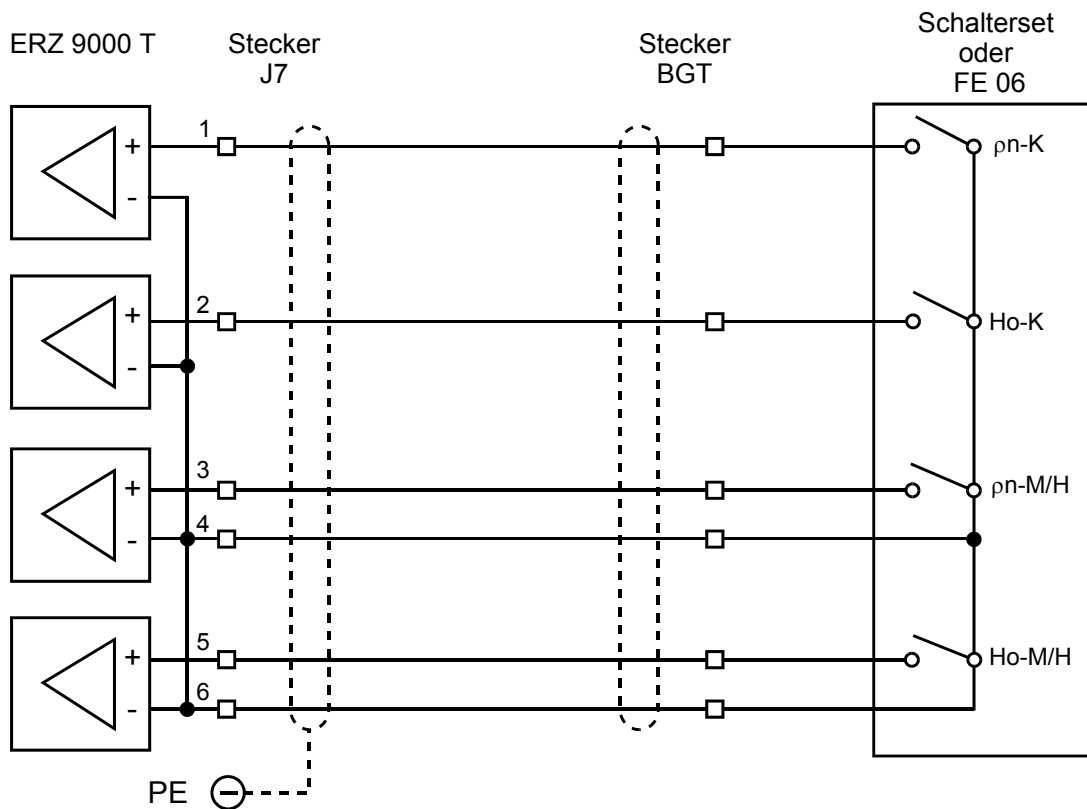 ERZ 9000 T
Stecker
J7
Stecker
BGT
Schalterset
oder
FE 06
+
-
1
ρn-K
+
-
2
Ho-K
+
-
3
4
ρn-M/H
+
-
5
6
Ho-M/H
PE